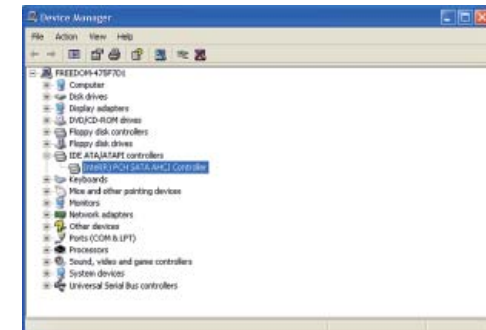 Device Manager
File Action View Help
FREEDOM-475F7D1
Computer
Disk drives
Display adapters
DVD/CD-ROM drives
Floppy disk controllers
Floppy disk drives
IDE ATA/ATAPI controllers
Intel(R) PCH SATA AHCI Controller
Keyboards
Mice and other pointing devices
Monitors
Network adapters
Other devices
Ports (COM & LPT)
Processors
Sound, video and game controllers
System devices
Universal Serial Bus controllers